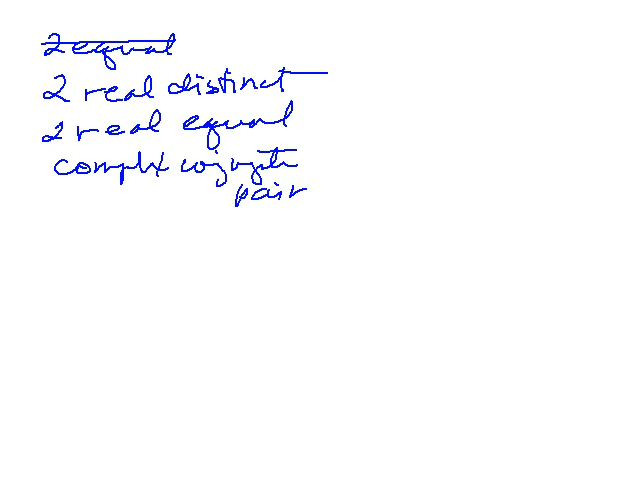 2 equal
2 real distinct
2 real equal
complex conjugate
pair